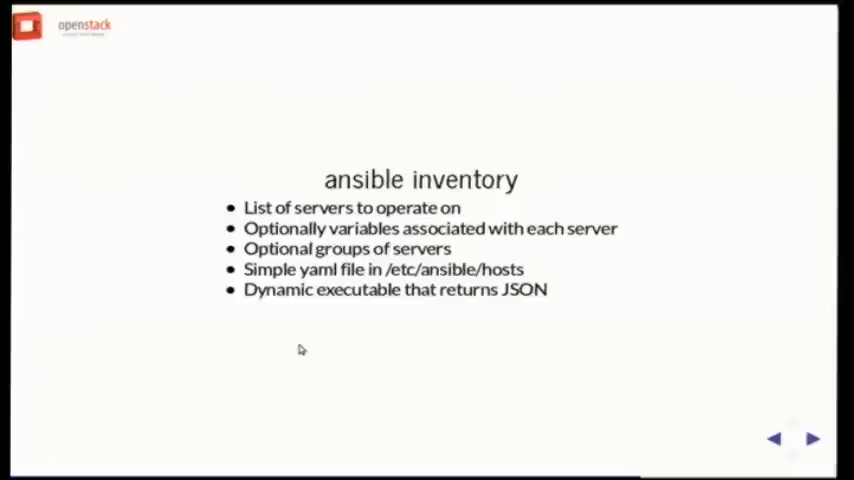 openstack
ansible inventory
List of servers to operate on
Optionally variables associated with each server
Optional groups of servers
Simple yaml file in /etc/ansible/hosts
Dynamic executable that returns JSON